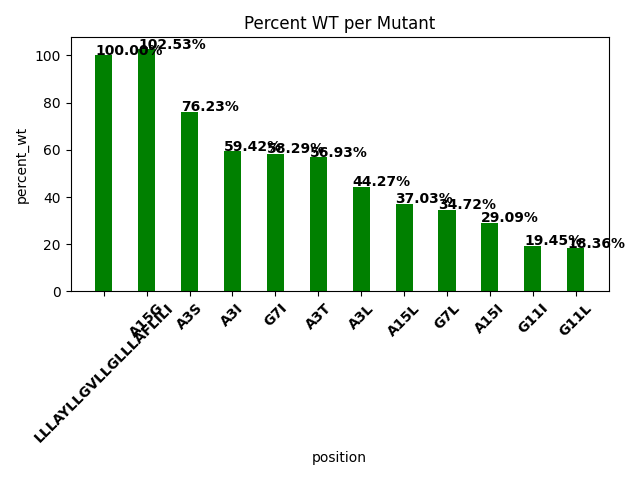 Percent WT per Mutant
100.00%
102.53%
76.23%
59.42%
58.29%
56.93%
44.27%
37.03%
34.72%
29.09%
19.45%
18.36%
100
80
60
40
20
0
percent_wt
LLLAYLLGVLLGLLLAFLILI
A15G
A3S
A3I
G7I
A3T
A3L
A15L
G7L
A15I
G11I
G11L
position